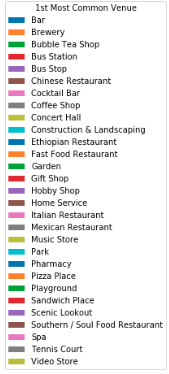 1st Most Common Venue
Bar
Brewery
Bubble Tea Shop
Bus Station
Bus Stop
Chinese Restaurant
Cocktail Bar
Coffee Shop
Concert Hall
Construction & Landscaping
Ethiopian Restaurant
Fast Food Restaurant
Garden
Gift Shop
Hobby Shop
Home Service
Italian Restaurant
Mexican Restaurant
Music Store
Park
Pharmacy
Pizza Place
Playground
Sandwich Place
Scenic Lookout
Southern / Soul Food Restaurant
Spa
Tennis Court
Video Store